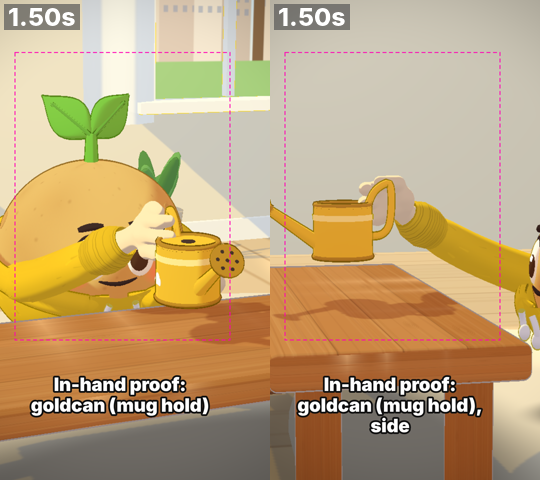 1.50s
In-hand proof:
goldcan (mug hold)
1.50s
In-hand proof:
goldcan (mug hold),
side